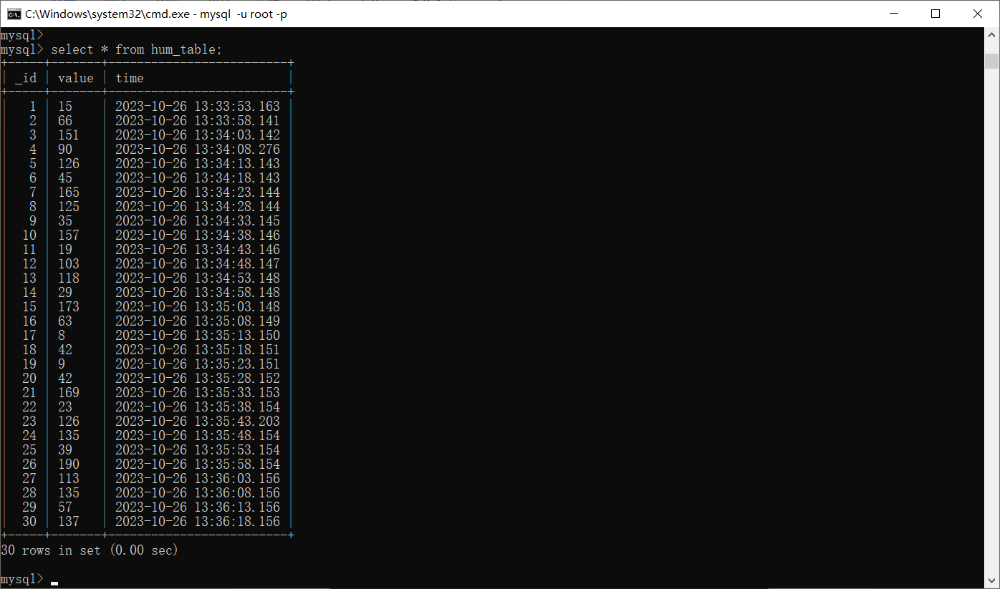 C:\Windows\system32\cmd.exe - mysql  -u root -p
mysql>
mysql> select * from hum_table;
+-----+-------+-------------------------+
| _id | value | time                    |
+-----+-------+-------------------------+
|   1 | 15    | 2023-10-26 13:33:53.163 |
|   2 | 66    | 2023-10-26 13:33:58.141 |
|   3 | 151   | 2023-10-26 13:34:03.142 |
|   4 | 90    | 2023-10-26 13:34:08.276 |
|   5 | 126   | 2023-10-26 13:34:13.143 |
|   6 | 45    | 2023-10-26 13:34:18.143 |
|   7 | 165   | 2023-10-26 13:34:23.144 |
|   8 | 125   | 2023-10-26 13:34:28.144 |
|   9 | 35    | 2023-10-26 13:34:33.145 |
|  10 | 157   | 2023-10-26 13:34:38.146 |
|  11 | 19    | 2023-10-26 13:34:43.146 |
|  12 | 103   | 2023-10-26 13:34:48.147 |
|  13 | 118   | 2023-10-26 13:34:53.148 |
|  14 | 29    | 2023-10-26 13:34:58.148 |
|  15 | 173   | 2023-10-26 13:35:03.148 |
|  16 | 63    | 2023-10-26 13:35:08.149 |
|  17 | 8     | 2023-10-26 13:35:13.150 |
|  18 | 42    | 2023-10-26 13:35:18.151 |
|  19 | 9     | 2023-10-26 13:35:23.151 |
|  20 | 42    | 2023-10-26 13:35:28.152 |
|  21 | 169   | 2023-10-26 13:35:33.153 |
|  22 | 23    | 2023-10-26 13:35:38.154 |
|  23 | 126   | 2023-10-26 13:35:43.203 |
|  24 | 135   | 2023-10-26 13:35:48.154 |
|  25 | 39    | 2023-10-26 13:35:53.154 |
|  26 | 190   | 2023-10-26 13:35:58.154 |
|  27 | 113   | 2023-10-26 13:36:03.156 |
|  28 | 135   | 2023-10-26 13:36:08.156 |
|  29 | 57    | 2023-10-26 13:36:13.156 |
|  30 | 137   | 2023-10-26 13:36:18.156 |
+-----+-------+-------------------------+
30 rows in set (0.00 sec)
mysql>